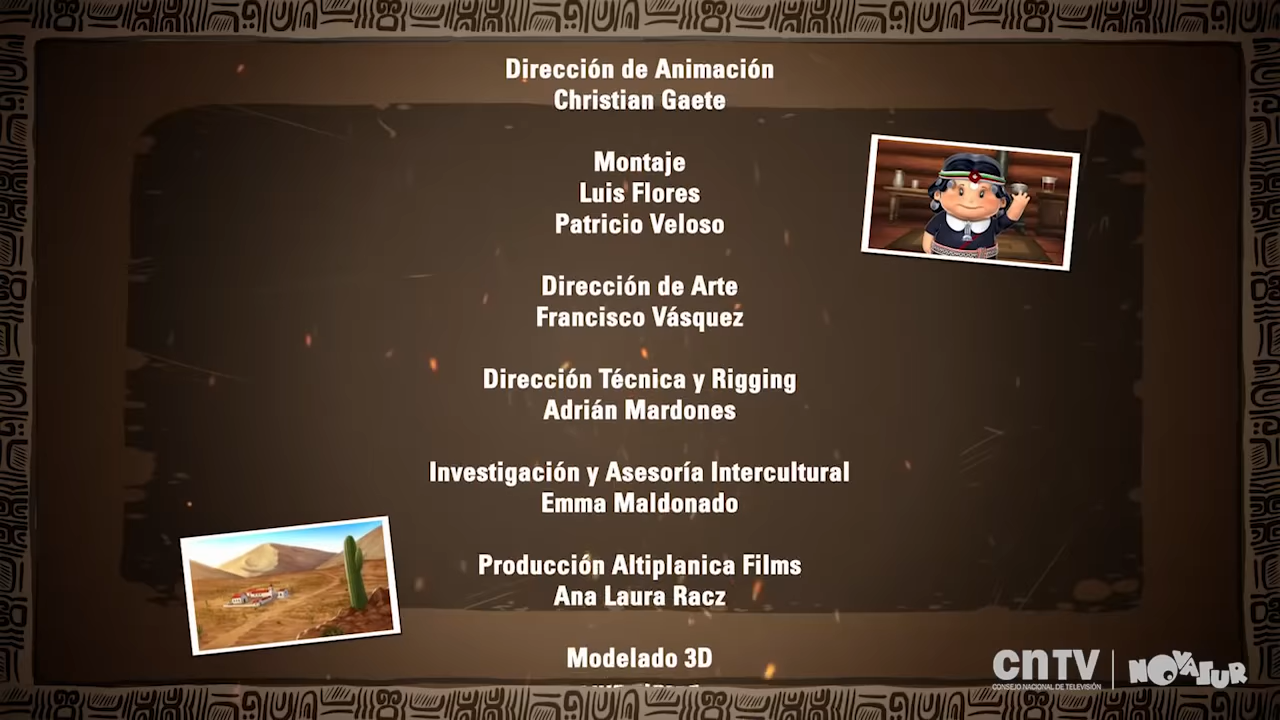 Dirección de Animación
Christian Gaete
Montaje
Luis Flores
Patricio Veloso
Dirección de Arte
Francisco Vásquez
Dirección Técnica y Rigging
Adrián Mardones
Investigación y Asesoría Intercultural
Emma Maldonado
Producción Altiplanica Films
Ana Laura Racz
Modelado 3D
CNTV
CONSEJO NACIONAL DE TELEVISIÓN
NOVASUR